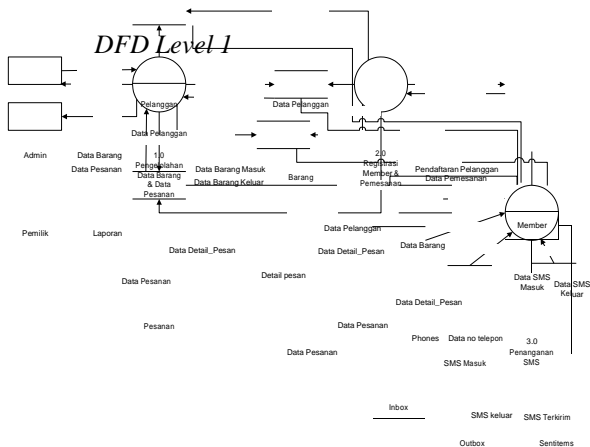 DFD Level 1
Pelanggan
Data Pelanggan
Data Pelanggan
Admin
Data Barang
Data Pesanan
1.0
Pengelolahan
Data Barang
& Data
Pesanan
Data Barang Masuk
Data Barang Keluar
Barang
2.0
Registrasi
Member &
Pemesanan
Pendaftaran Pelanggan
Data Pemesanan
Member
Pemilik
Laporan
Data Pelanggan
Data Barang
Data Detail_Pesan
Data Detail_Pesan
Data Pesanan
Detail pesan
Data SMS
Masuk
Data SMS
Keluar
Data Detail_Pesan
Pesanan
Data Pesanan
Data Pesanan
Phones
Data no telepon
3.0
Penanganan
SMS
SMS Masuk
Inbox
SMS keluar
SMS Terkirim
Outbox
Sentitems